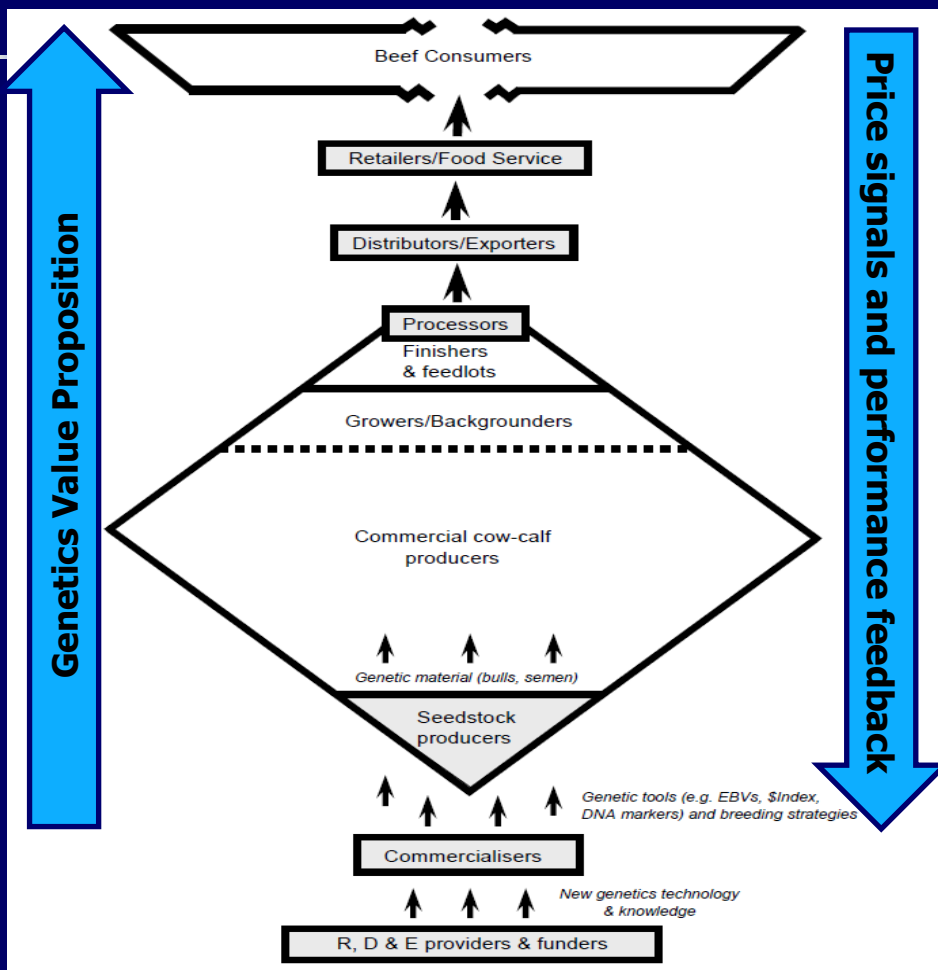 Genetics Value Proposition
Price signals and performance feedback
Beef Consumers
Retailers/Food Service
Distributors/Exporters
Processors
Finishers
& feedlots
Growers/Backgrounders
Commercial cow-calf
producers
Genetic material (bulls, semen)
Seedstock
producers
Genetic tools (e.g. EBVs, $Index,
DNA markers) and breeding strategies
Commercialisers
New genetics technology
& knowledge
R, D & E providers & funders